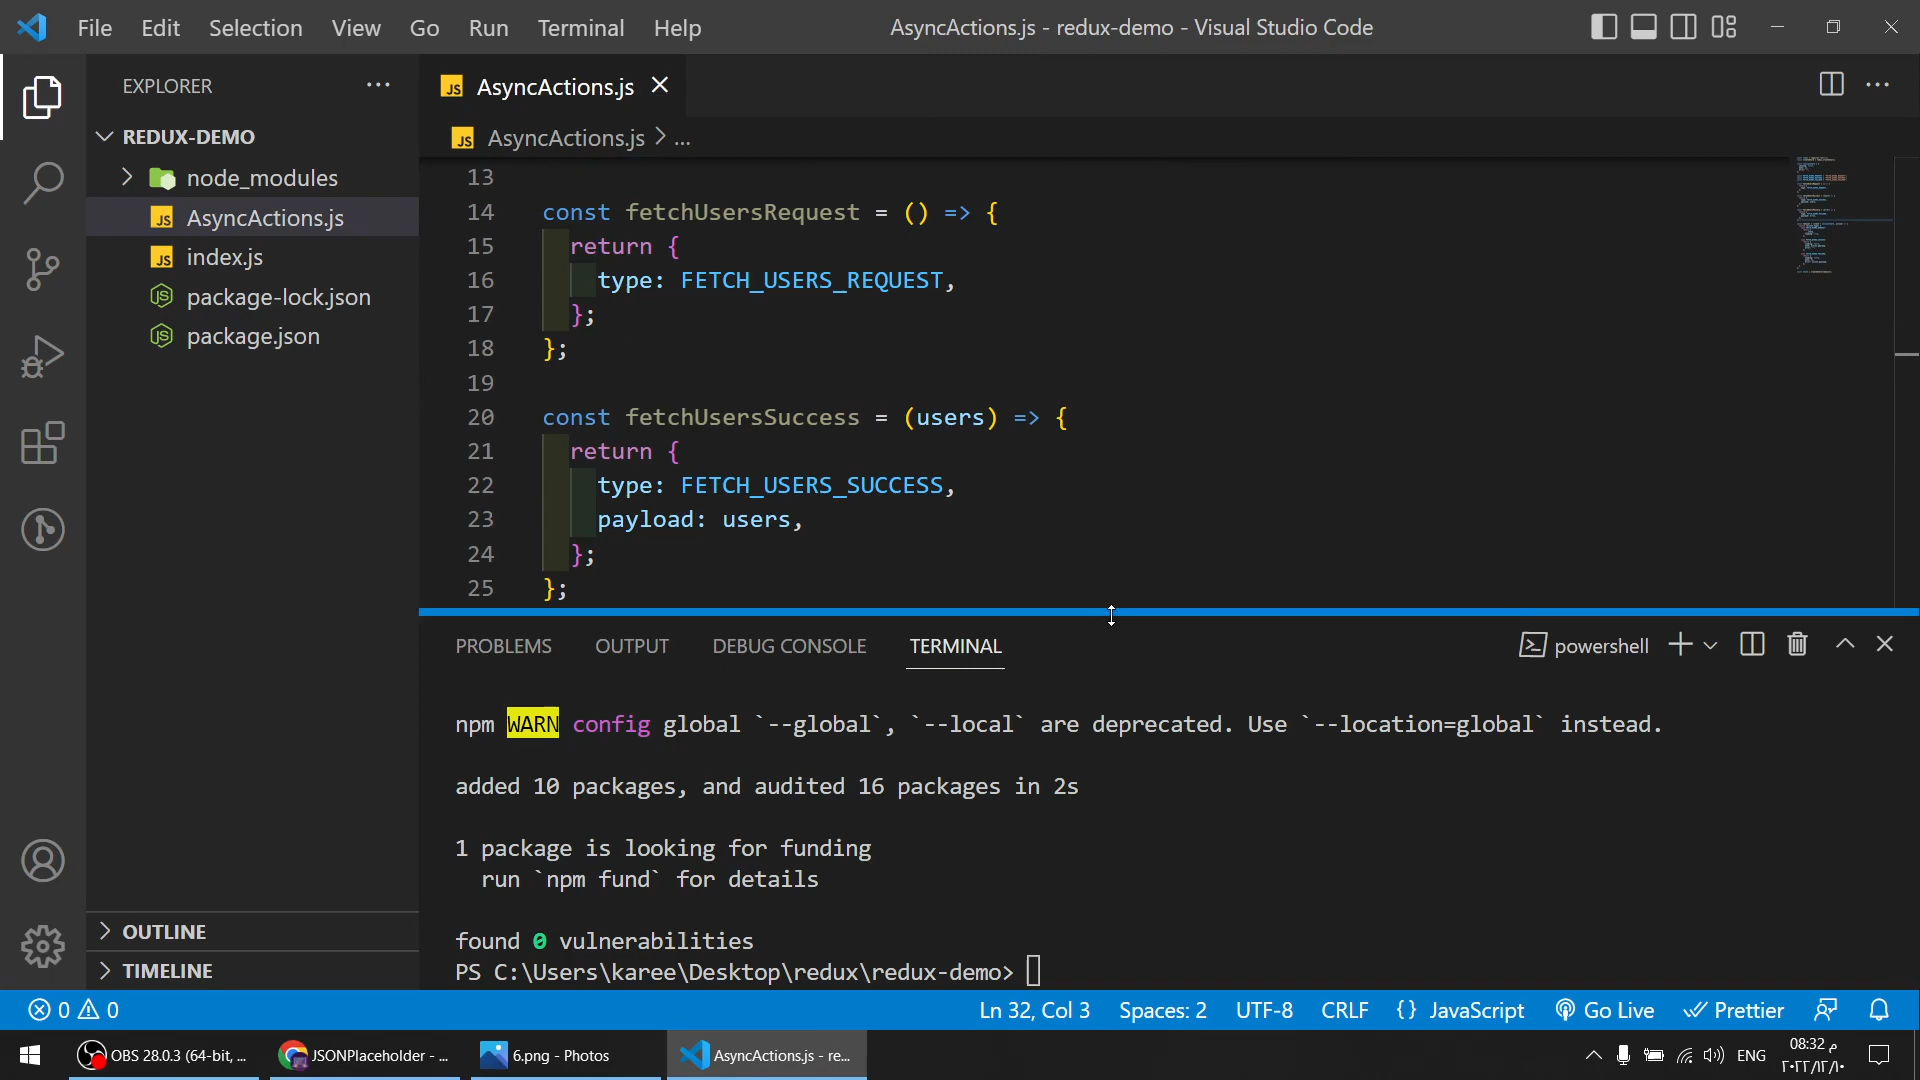 File Edit Selection View Go Run Terminal Help
AsyncActions.js - redux-demo - Visual Studio Code
EXPLORER
REDUX-DEMO
node_modules
AsyncActions.js
index.js
package-lock.json
package.json
OUTLINE
TIMELINE
AsyncActions.js
AsyncActions.js > ...
13
14 const fetchUsersRequest = () => {
15 return {
16 type: FETCH_USERS_REQUEST,
17 };
18 };
19
20 const fetchUsersSuccess = (users) => {
21 return {
22 type: FETCH_USERS_SUCCESS,
23 payload: users,
24 };
25 };
PROBLEMS OUTPUT DEBUG CONSOLE TERMINAL
powershell
npm WARN config global `--global`, `--local` are deprecated. Use `--location=global` instead.
added 10 packages, and audited 16 packages in 2s
1 package is looking for funding
run `npm fund` for details
found 0 vulnerabilities
PS C:\Users\karee\Desktop\redux\redux-demo>
0 0 Ln 32, Col 3 Spaces: 2 UTF-8 CRLF {} JavaScript Go Live Prettier
OBS 28.0.3 (64-bit, ... JSONPlaceholder - ... 6.png - Photos AsyncActions.js - re... ENG
08:32 م